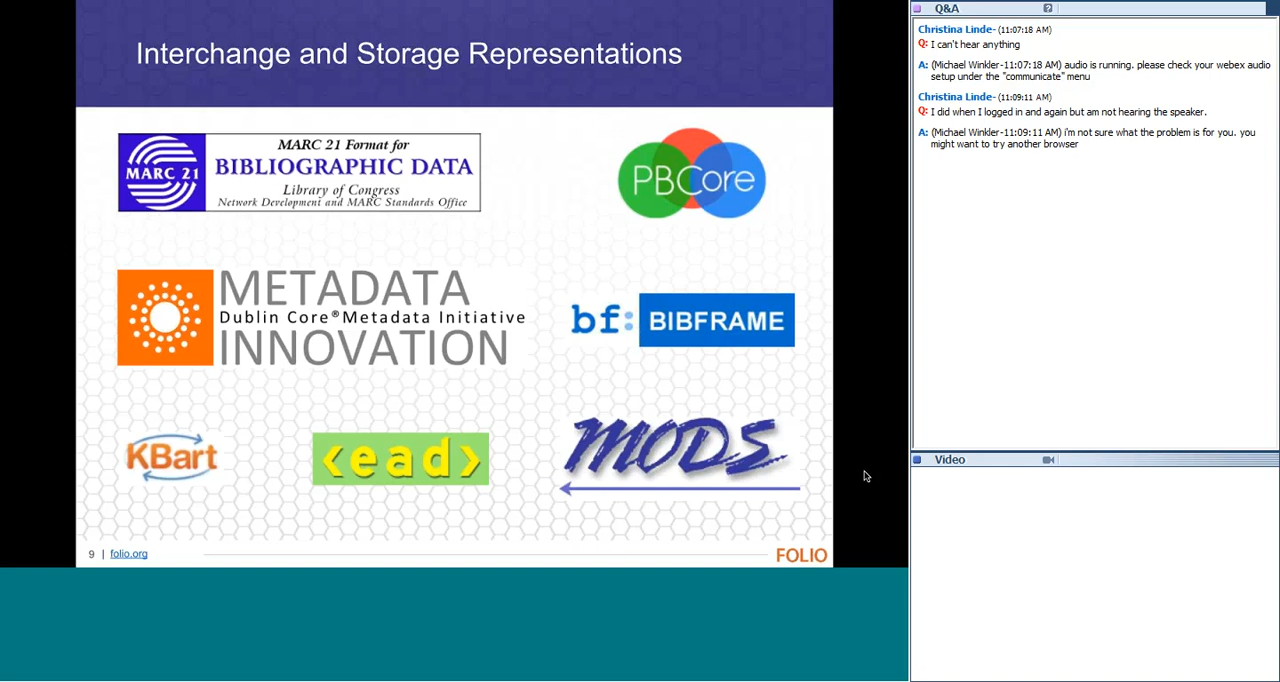 Interchange and Storage Representations
MARC 21
MARC 21 Format for
BIBLIOGRAPHIC DATA
Library of Congress
Network Development and MARC Standards Office
PBCore
METADATA
Dublin Core®Metadata Initiative
INNOVATION
bf: BIBFRAME
KBart
<ead>
MODS
9 | folio.org
FOLIO
Q&A
Christina Linde- (11:07:18 AM)
Q: I can't hear anything
A: (Michael Winkler-11:07:18 AM) audio is running. please check your webex audio
setup under the "communicate" menu
Christina Linde- (11:09:11 AM)
Q: I did when I logged in and again but am not hearing the speaker.
A: (Michael Winkler-11:09:11 AM) i'm not sure what the problem is for you. you
might want to try another browser
Video